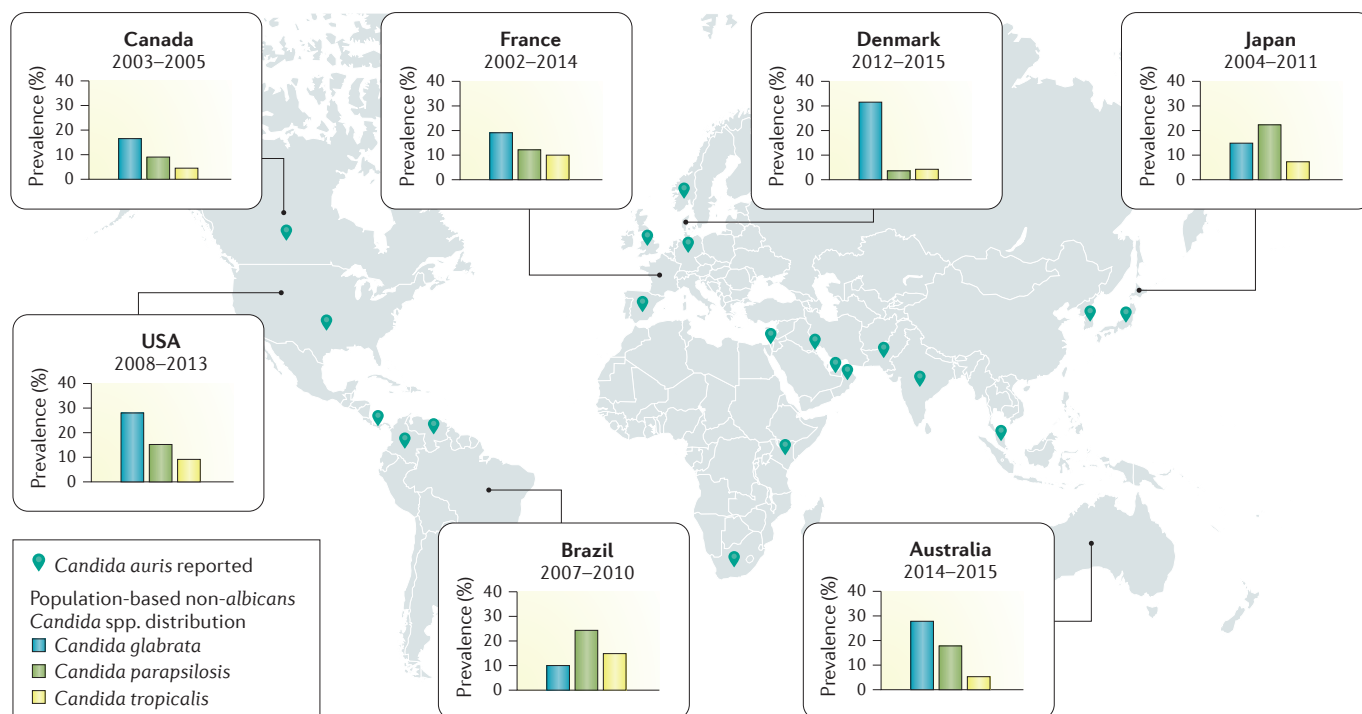 Canada
2003–2005
Prevalence (%)
40
30
20
10
0
France
2002–2014
Prevalence (%)
40
30
20
10
0
Denmark
2012–2015
Prevalence (%)
40
30
20
10
0
Japan
2004–2011
Prevalence (%)
40
30
20
10
0
USA
2008–2013
Prevalence (%)
40
30
20
10
0
Brazil
2007–2010
Prevalence (%)
40
30
20
10
0
Australia
2014–2015
Prevalence (%)
40
30
20
10
0
Candida auris reported
Population-based non-albicans
Candida spp. distribution
Candida glabrata
Candida parapsilosis
Candida tropicalis